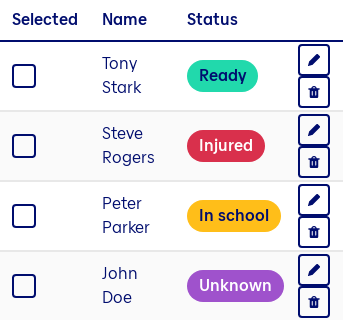 Selected Name Status
Tony
Stark
Ready
Steve
Rogers
Injured
Peter
Parker
In school
John
Doe
Unknown